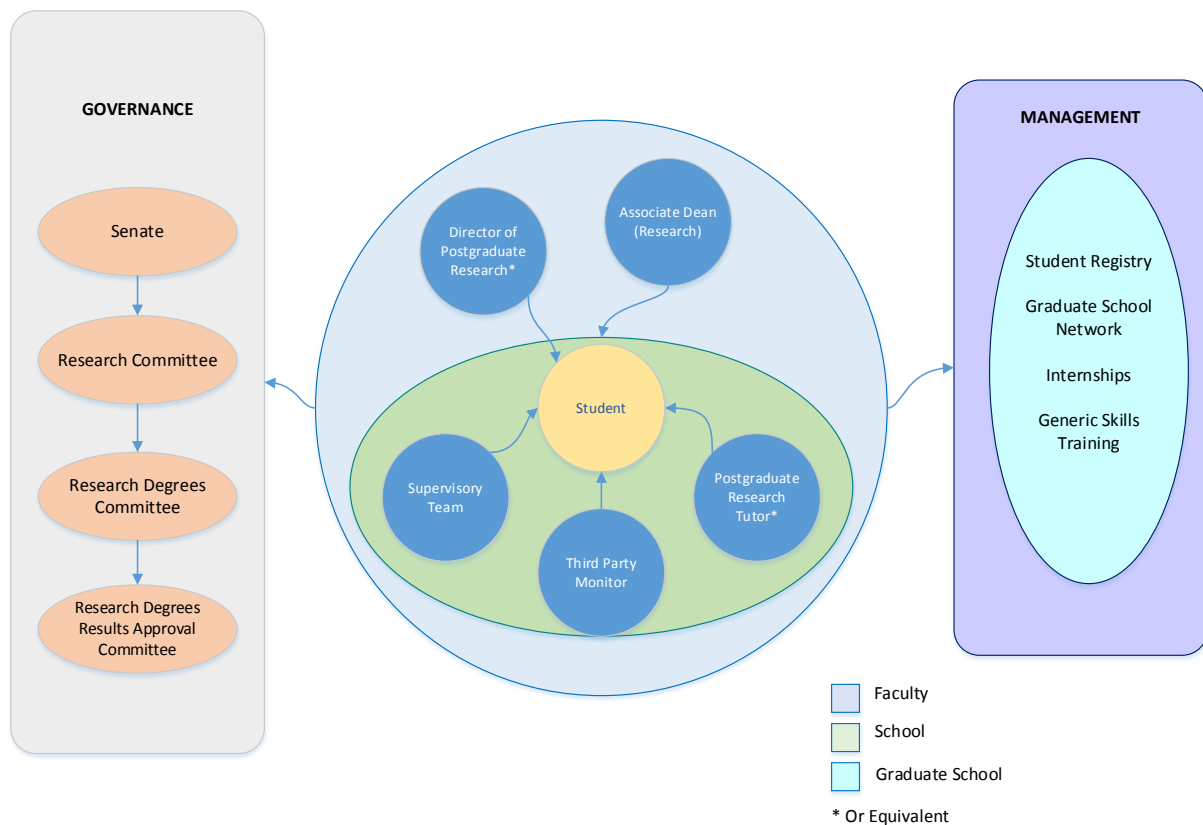 GOVERNANCE
Senate
Research Committee
Research Degrees
Committee
Research Degrees
Results Approval
Committee
Director of
Postgraduate
Research*
Associate Dean
(Research)
Student
Supervisory
Team
Third Party
Monitor
Postgraduate
Research
Tutor*
MANAGEMENT
Student Registry
Graduate School
Network
Internships
Generic Skills
Training
Faculty
School
Graduate School
* Or Equivalent